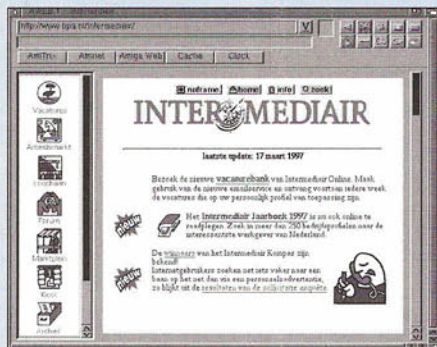 http://www.bpa.nl/intermediair/
V
AmiTrix Aminet Amiga Web Cache Clock
noframe home info zoek
INTERMEDIAIR
laatste update: 17 maart 1997
Vacatures
Arbeidsmarkt
Loopbaan
Forum
Marktplein
Kiosk
Archief
Bezoek de nieuwe vacaturebank van Intermediair Online. Maak
gebruik van de nieuwe emailservice en ontvang voortaan iedere week
de vacatures die op uw persoonlijk profiel van toepassing zijn.
Het Intermediair Jaarboek 1997 is nu ook online te
raadplegen. Zoek in meer dan 250 bedrijfsprofielen naar de
interessantste werkgever van Nederland.
De winnaars van het Intermediair Kompas zijn
bekend!
Internetgebruikers zoeken net iets vaker naar een
baan op het net dan via een personeelsadvertentie,
zo blijkt uit de resultaten van de sollicitatie enquête.